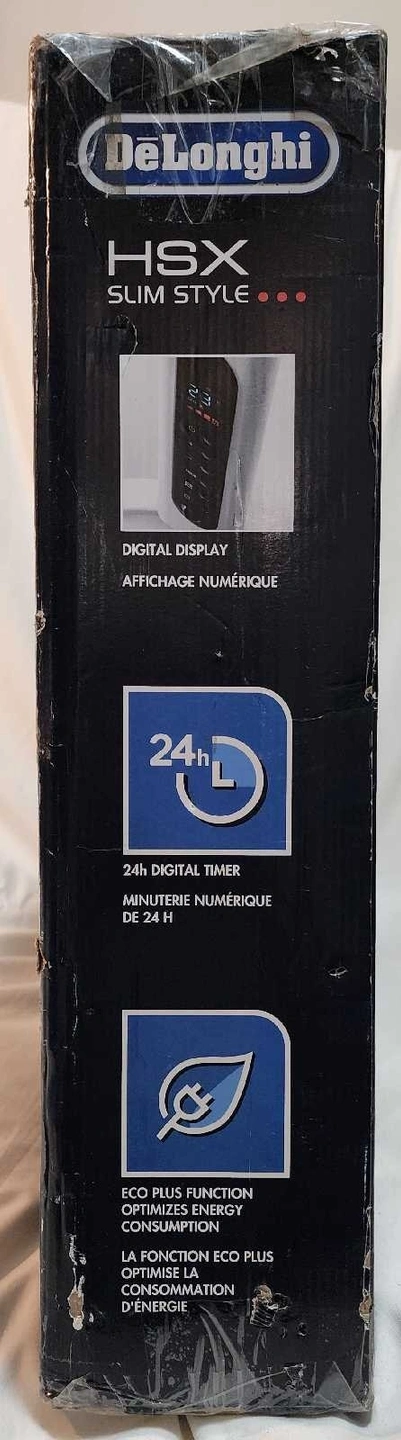 DeLonghi
HSX
SLIM STYLE
DIGITAL DISPLAY
AFFICHAGE NUMÉRIQUE
24h
24h DIGITAL TIMER
MINUTERIE NUMÉRIQUE
DE 24 H
ECO PLUS FUNCTION
OPTIMIZES ENERGY
CONSUMPTION
LA FONCTION ECO PLUS
OPTIMISE LA
CONSOMMATION
D'ÉNERGIE